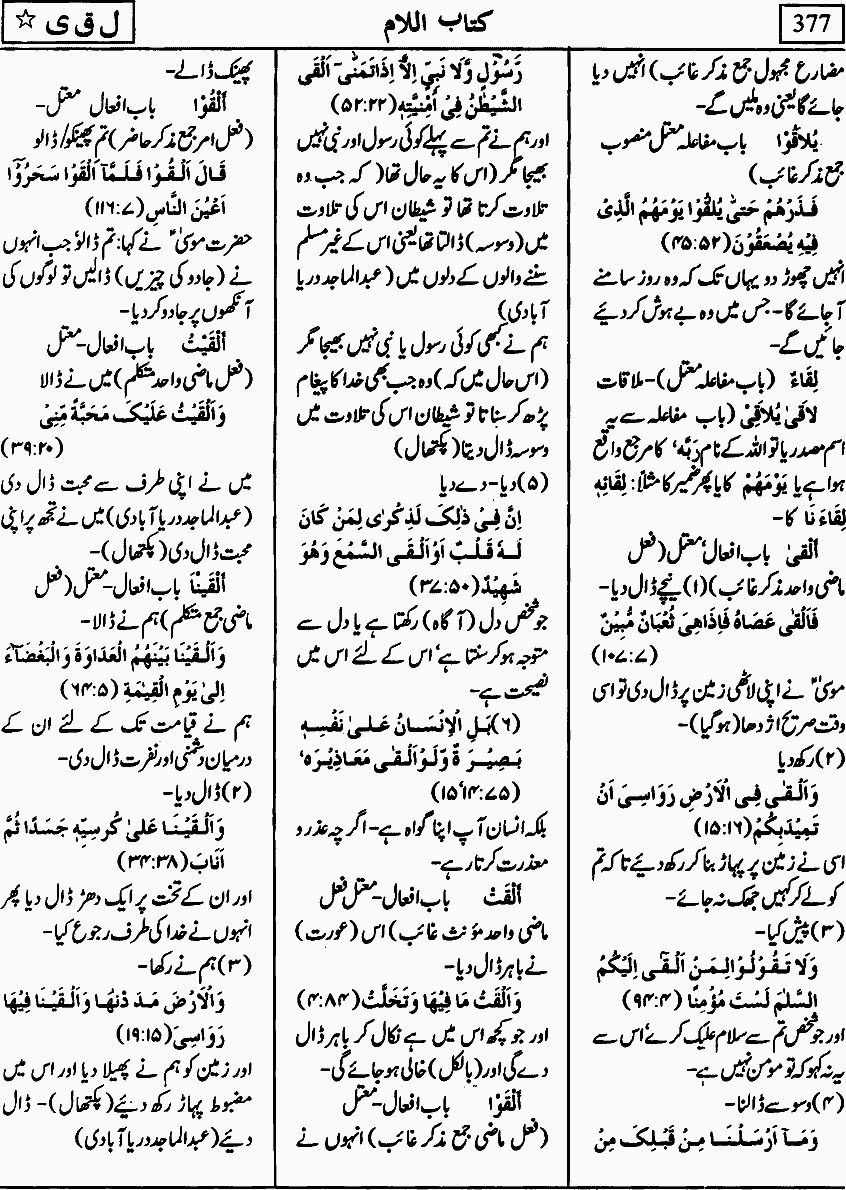 377
کتاب اللام
ل ق ی ☆
مضارع مجہول جمع مذکر غائب) انہیں دیا
جائے گا یعنی وہ ملیں گے-
یُلاقُوْا باب مفاعلہ معتل منصوب
جمع مذکر غائب)
فَذَرْهُمْ حَتّٰى يُلٰقُوْا يَوْمَهُمُ الَّذِىْ
فِيْهِ يُصْعَقُوْنَ (۴۵:۵۲)
انہیں چھوڑ دو یہاں تک کہ وہ روز سامنے
آ جائے گا- جس میں وہ بے ہوش کر دیئے
جائیں گے-
لِقَاءٌ (باب مفاعلہ معتل)-ملاقات
لاقیٰ یُلاقِیْ (باب مفاعلہ سے یہ
اسم مصدر یا تو اللہ کے نام رَبِّه، کا مرجع واقع
ہوا ہے یا یَوْمَهُمْ کا یا پھر ضمیر کا مثلاً: لِقَائِهٖ
لِقَاءَ نَا کا-
اَلْقیٰ باب افعال، معتل (فعل
ماضی واحد مذکر غائب) (۱) نیچے ڈال دیا-
فَاَلْقٰى عَصَاهُ فَاِذَاهِىَ ثُعْبَانٌ مُّبِيْنٌ
(۱۰۷:۷)
موسیٰؑ نے اپنی لاٹھی زمین پر ڈال دی تو اسی
وقت صریح اژدھا (ہو گیا)-
(۲) رکھ دیا
وَاَلْقٰى فِى الْاَرْضِ رَوَاسِىَ اَنْ
تَمِيْدَبِكُمْ (۱۵:۱۶)
اسی نے زمین پر پہاڑ بنا کر رکھ دیئے تاکہ تم
کو لے کر کہیں جھک نہ جائے-
(۳) پیش کیا-
وَلَا تَقُوْلُوْا لِمَنْ اَلْقٰٓى اِلَيْكُمُ
السَّلٰمَ لَسْتَ مُؤْمِنًا (۹۴:۴)
اور جو شخص تم سے سلام علیک کرے، اس سے
یہ نہ کہو کہ تو مومن نہیں ہے-
(۴) وسوسے ڈالنا-
وَمَآ اَرْسَلْنَا مِنْ قَبْلِكَ مِنْ
رَّسُوْلٍ وَّلَا نَبِىٍّ اِلَّآ اِذَاتَمَنّٰىٓ اَلْقَى
الشَّيْطٰنُ فِىْٓ اُمْنِيَّتِهٖ (۵۲:۲۲)
اور ہم نے تم سے پہلے کوئی رسول اور نبی نہیں
بھیجا مگر (اس کا یہ حال تھا) کہ جب وہ
تلاوت کرتا تھا تو شیطان اس کی تلاوت
میں (وسوسہ) ڈالتا تھا یعنی اس کے غیر مسلم
سننے والوں کے دلوں میں (عبدالماجد دریا
آبادی)
ہم نے کبھی کوئی رسول یا نبی نہیں بھیجا مگر
(اس حال میں کہ) وہ جب بھی خدا کا پیغام
پڑھ کر سناتا تو شیطان اس کی تلاوت میں
وسوسہ ڈال دیتا (پکتھال)
(۵) دیا- دے دیا
اِنَّ فِىْ ذٰلِكَ لَذِكْرٰى لِمَنْ كَانَ
لَهٗ قَلْبٌ اَوْاَلْقَى السَّمْعَ وَهُوَ
شَهِيْدٌ (۳۷:۵۰)
جو شخص دل (آگاہ) رکھتا ہے یا دل سے
متوجہ ہو کر سنتا ہے، اس کے لئے اس میں
نصیحت ہے-
(۶) بَلِ الْاِنْسَانُ عَلٰى نَفْسِهٖ
بَصِيْرَةٌ وَّلَوْاَلْقٰى مَعَاذِيْرَه،
(۱۵٬۱۴:۷۵)
بلکہ انسان آپ اپنا گواہ ہے- اگرچہ عذر و
معذرت کرتا رہے-
اَلْقَتْ باب افعال-معتل فعل
ماضی واحد مؤنث غائب) اس (عورت)
نے باہر ڈال دیا-
وَاَلْقَتْ مَا فِيْهَا وَتَخَلَّتْ (۴:۸۴)
اور جو کچھ اس میں ہے نکال کر باہر ڈال
دے گی اور (بالکل) خالی ہو جائے گی-
اَلْقَوْا باب افعال-معتل
(فعل ماضی جمع مذکر غائب) انہوں نے
پھینک ڈالے-
اَلْقُوْا باب افعال معتل-
(فعل امر جمع مذکر حاضر) تم پھینکو/ ڈالو
قَالَ اَلْقُوْا فَلَمَّآ اَلْقَوْا سَحَرُوْٓا
اَعْيُنَ النَّاسِ (۱۱۶:۷)
حضرت موسیٰؑ نے کہا: تم ڈالو، جب انہوں
نے (جادو کی چیزیں) ڈالیں تو لوگوں کی
آنکھوں پر جادو کر دیا-
اَلْقَیْتُ باب افعال-معتل
(فعل ماضی واحد متکلم) میں نے ڈالا
وَاَلْقَيْتُ عَلَيْكَ مَحَبَّةً مِّنِّىْ
(۳۹:۲۰)
میں نے اپنی طرف سے محبت ڈال دی
(عبدالماجد دریا آبادی) میں نے تجھ پر اپنی
محبت ڈال دی (پکتھال)-
اَلْقَیْنَا باب افعال-معتل (فعل
ماضی جمع متکلم) ہم نے ڈالا-
وَاَلْقَيْنَا بَيْنَهُمُ الْعَدَاوَةَ وَالْبَغْضَآءَ
اِلٰى يَوْمِ الْقِيٰمَةِ (۶۴:۵)
ہم نے قیامت تک کے لئے ان کے
درمیان دشمنی اور نفرت ڈال دی-
(۲) ڈال دیا-
وَاَلْقَيْنَا عَلٰى كُرْسِيِّهٖ جَسَدًا ثُمَّ
اَنَابَ (۳۴:۳۸)
اور ان کے تخت پر ایک دھڑ ڈال دیا پھر
انہوں نے خدا کی طرف رجوع کیا-
(۳) ہم نے رکھا-
وَالْاَرْضَ مَدَدْنٰهَا وَاَلْقَيْنَا فِيْهَا
رَوَاسِىَ (۱۹:۱۵)
اور زمین کو ہم نے پھیلا دیا اور اس میں
مضبوط پہاڑ رکھ دیئے (پکتھال)- ڈال
دیئے (عبدالماجد دریا آبادی)